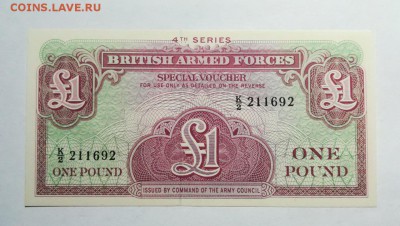 COINS.LAVE.RU
4TH SERIES
BRITISH ARMED FORCES
SPECIAL VOUCHER
FOR USE ONLY AS DETAILED ON THE REVERSE
£1
£1
K/2 211692
K/2 211692
£1
ONE POUND
ONE
POUND
ISSUED BY COMMAND OF THE ARMY COUNCIL